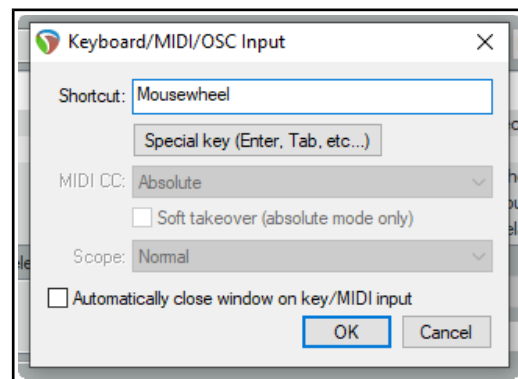 Keyboard/MIDI/OSC Input
Shortcut: Mousewheel
Special key (Enter, Tab, etc...)
MIDI CC: Absolute
Soft takeover (absolute mode only)
Scope: Normal
Automatically close window on key/MIDI input
OK Cancel